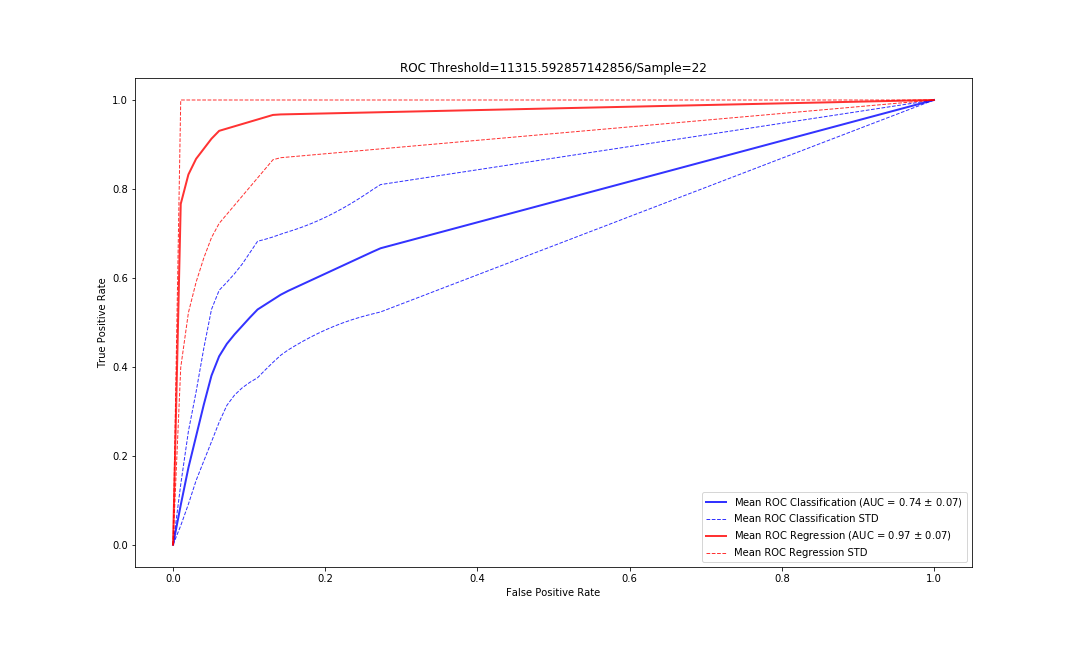 ROC Threshold=11315.592857142856/Sample=22
True Positive Rate
1.0
0.8
0.6
0.4
0.2
0.0
Mean ROC Classification (AUC = 0.74 ± 0.07)
Mean ROC Classification STD
Mean ROC Regression (AUC = 0.97 ± 0.07)
Mean ROC Regression STD
0.0 0.2 0.4 0.6 0.8 1.0
False Positive Rate